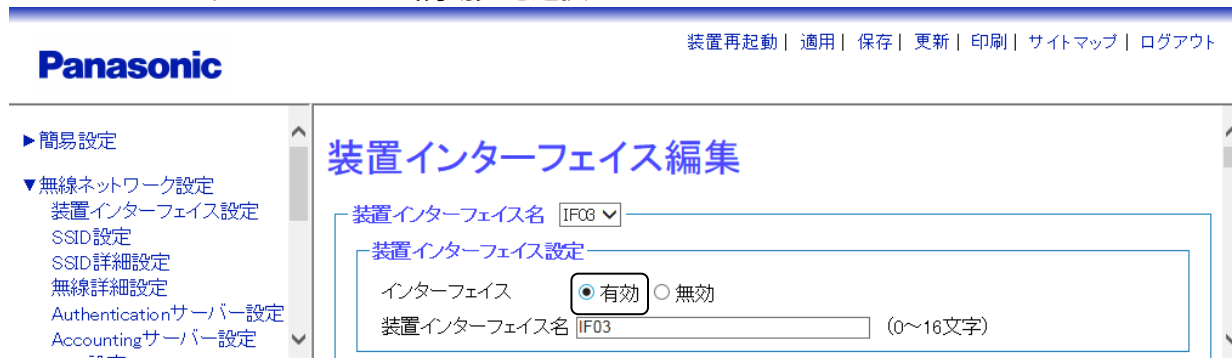 装置再起動| 適用| 保存| 更新| 印刷| サイトマップ| ログアウト
Panasonic
▶簡易設定
▼無線ネットワーク設定
装置インターフェイス設定
SSID設定
SSID詳細設定
無線詳細設定
Authenticationサーバー設定
Accountingサーバー設定
装置インターフェイス編集
装置インターフェイス名 IF03
装置インターフェイス設定
インターフェイス 有効 無効
装置インターフェイス名 IF03 (0～16文字)